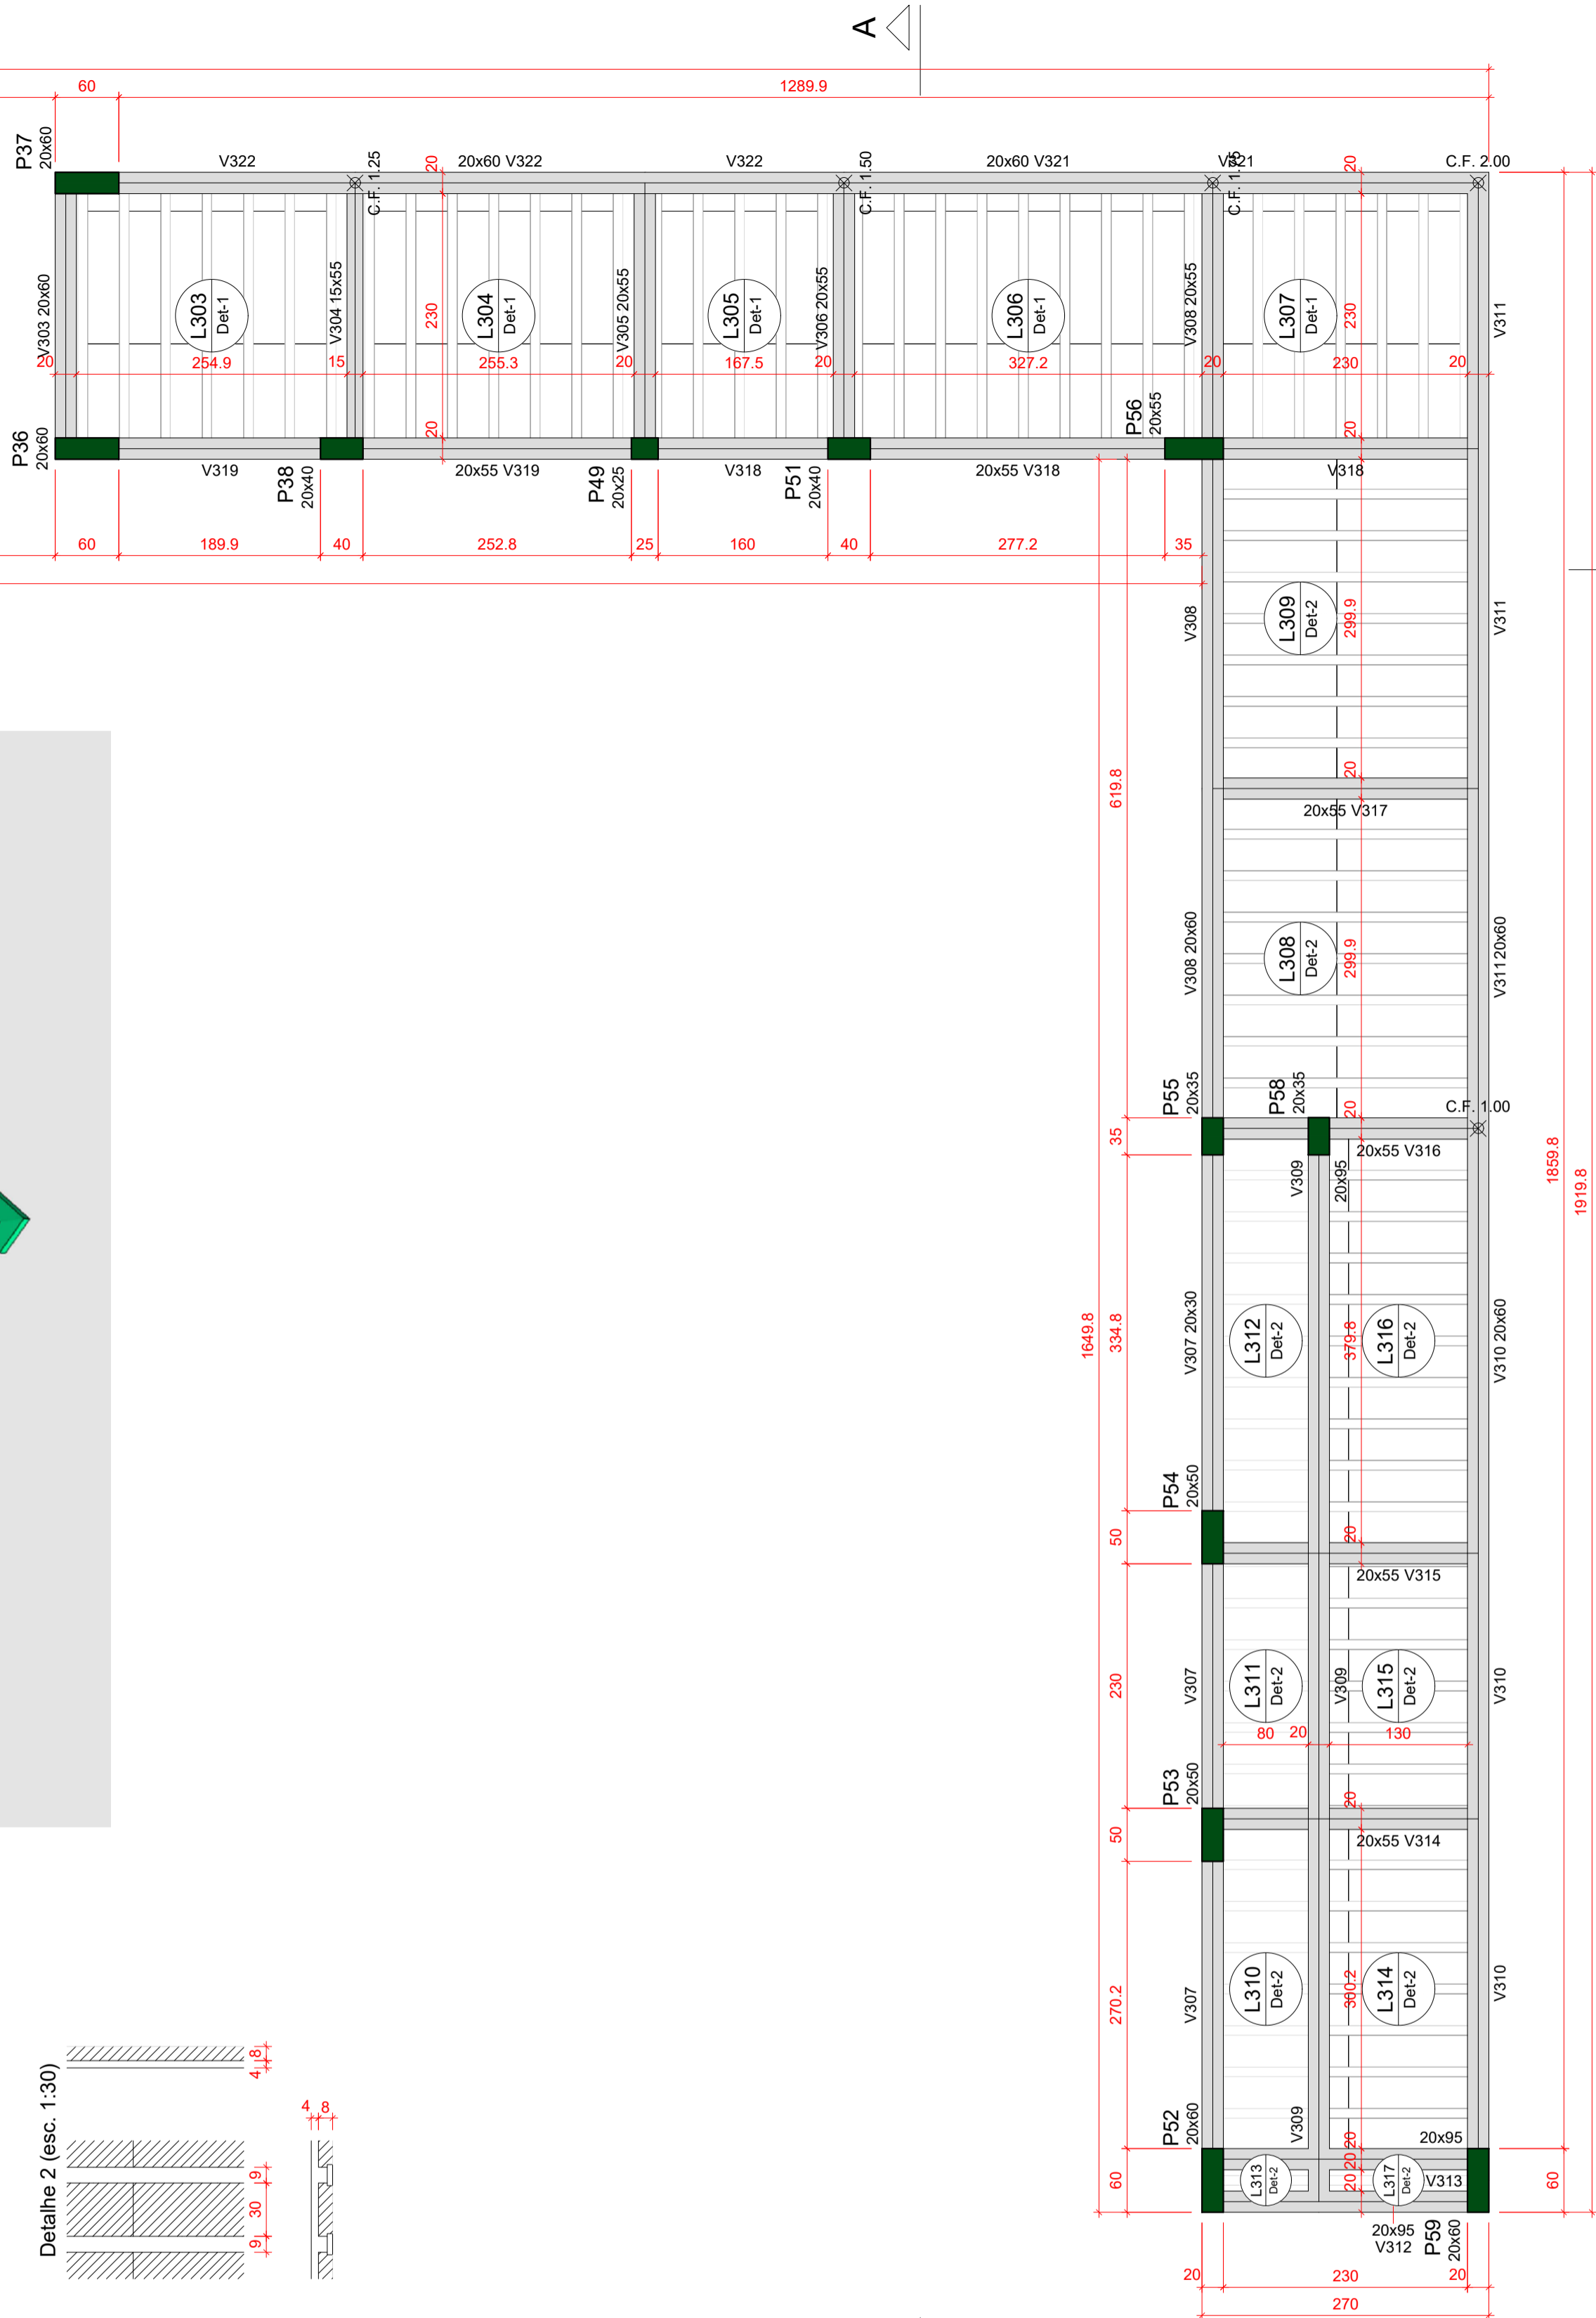 A
60
1289.9
P37
20x60
V322
C.F. 1.25
20
20x60 V322
V322
C.F. 1.50
20x60 V321
V321
C.F. 1.35
20
C.F. 2.00
V303 20x60
L303
Det-1
V304 15x55
230
L304
Det-1
V305 20x55
L305
Det-1
V306 20x55
L306
Det-1
V308 20x55
L307
Det-1
230
V311
20
254.9
15
255.3
20
167.5
20
327.2
20
230
20
P36
20x60
V319
P38
20x40
20
20x55 V319
P49
20x25
V318
P51
20x40
20x55 V318
P56
20x55
20
V318
60
189.9
40
252.8
25
160
40
277.2
35
V308
L309
Det-2
299.9
V311
619.8
20
20x55 V317
V308 20x60
L308
Det-2
299.9
V311 20x60
P55
20x35
P58
20x35
20
C.F. 1.00
35
V309
20x95
20x55 V316
1859.8
1919.8
1649.8
334.8
V307 20x30
L312
Det-2
379.8
L316
Det-2
V310 20x60
P54
20x50
50
20
20x55 V315
230
V307
L311
Det-2
V309
L315
Det-2
V310
80
20
130
P53
20x50
50
20
20x55 V314
270.2
V307
L310
Det-2
300.2
L314
Det-2
V310
P52
20x60
V309
20
20x95
60
L313
Det-2
20
20
L317
Det-2
V313
60
20x95
V312
P59
20x60
20
230
20
270
Detalhe 2 (esc. 1:30)
4
8
9
30
9
4
8